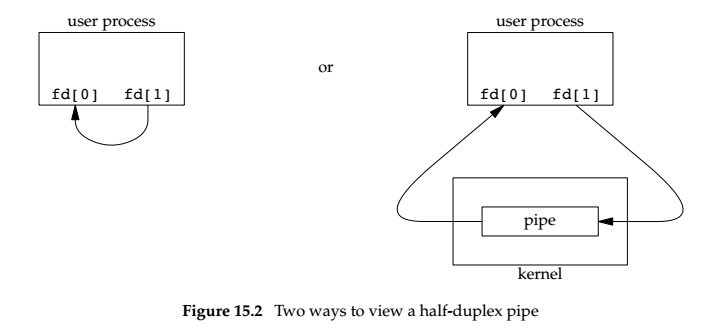 user process
fd[0] fd[1]
or
user process
fd[0] fd[1]
pipe
kernel
Figure 15.2 Two ways to view a half-duplex pipe